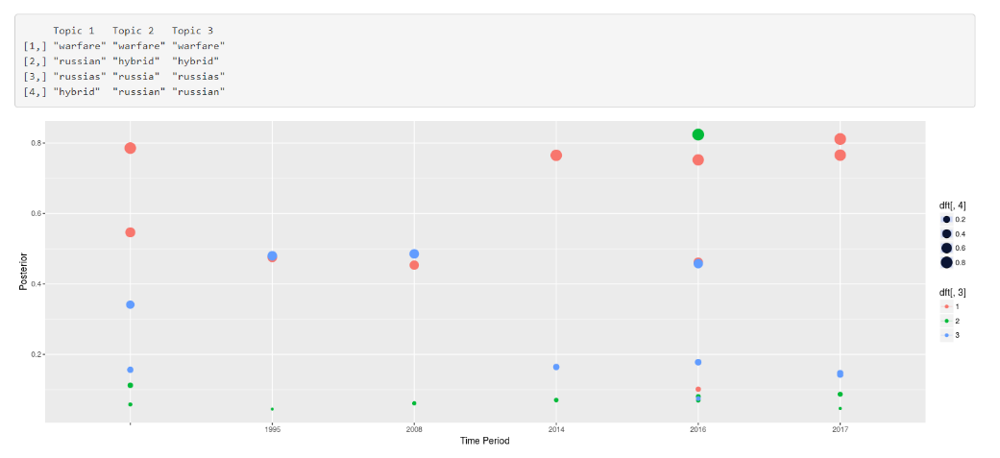 Topic 1 Topic 2 Topic 3
[1,] "warfare" "warfare" "warfare"
[2,] "russian" "hybrid" "hybrid"
[3,] "russias" "russia" "russias"
[4,] "hybrid" "russian" "russian"
0.8
0.6
0.4
0.2
Posterior
1995 2008 2014 2016 2017
Time Period
dft[, 4]
0.2
0.4
0.6
0.8
dft[, 3]
1
2
3